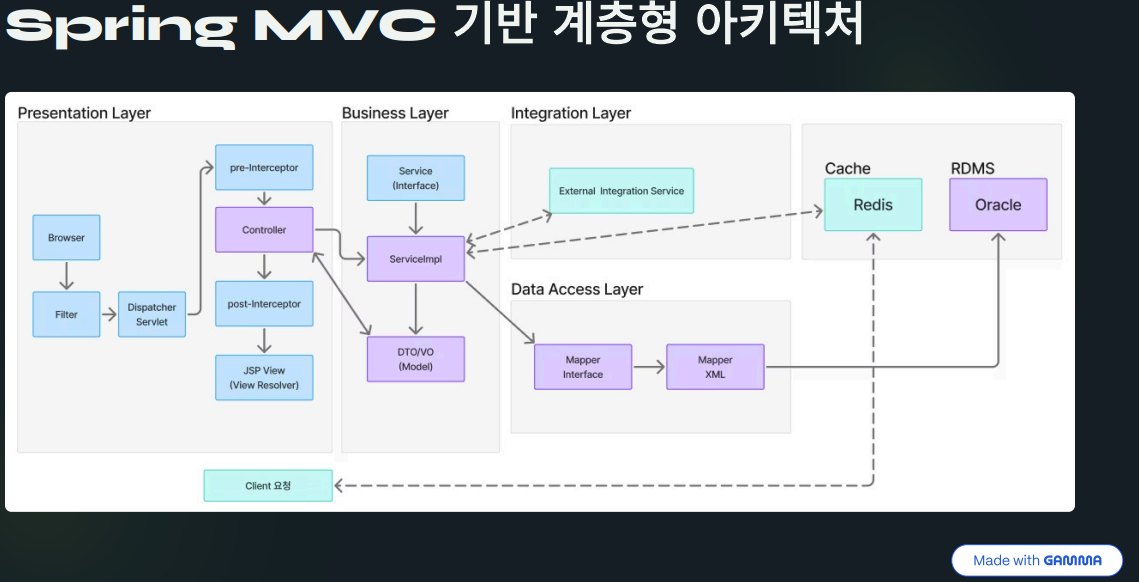 Spring MVC 기반 계층형 아키텍처
Presentation Layer
Browser
Filter
Dispatcher
Servlet
pre-Interceptor
Controller
post-Interceptor
JSP View
(View Resolver)
Business Layer
Service
(Interface)
ServiceImpl
DTO/VO
(Model)
Integration Layer
External Integration Service
Data Access Layer
Mapper
Interface
Mapper
XML
Cache
Redis
RDMS
Oracle
Client 요청
Made with GAMMA